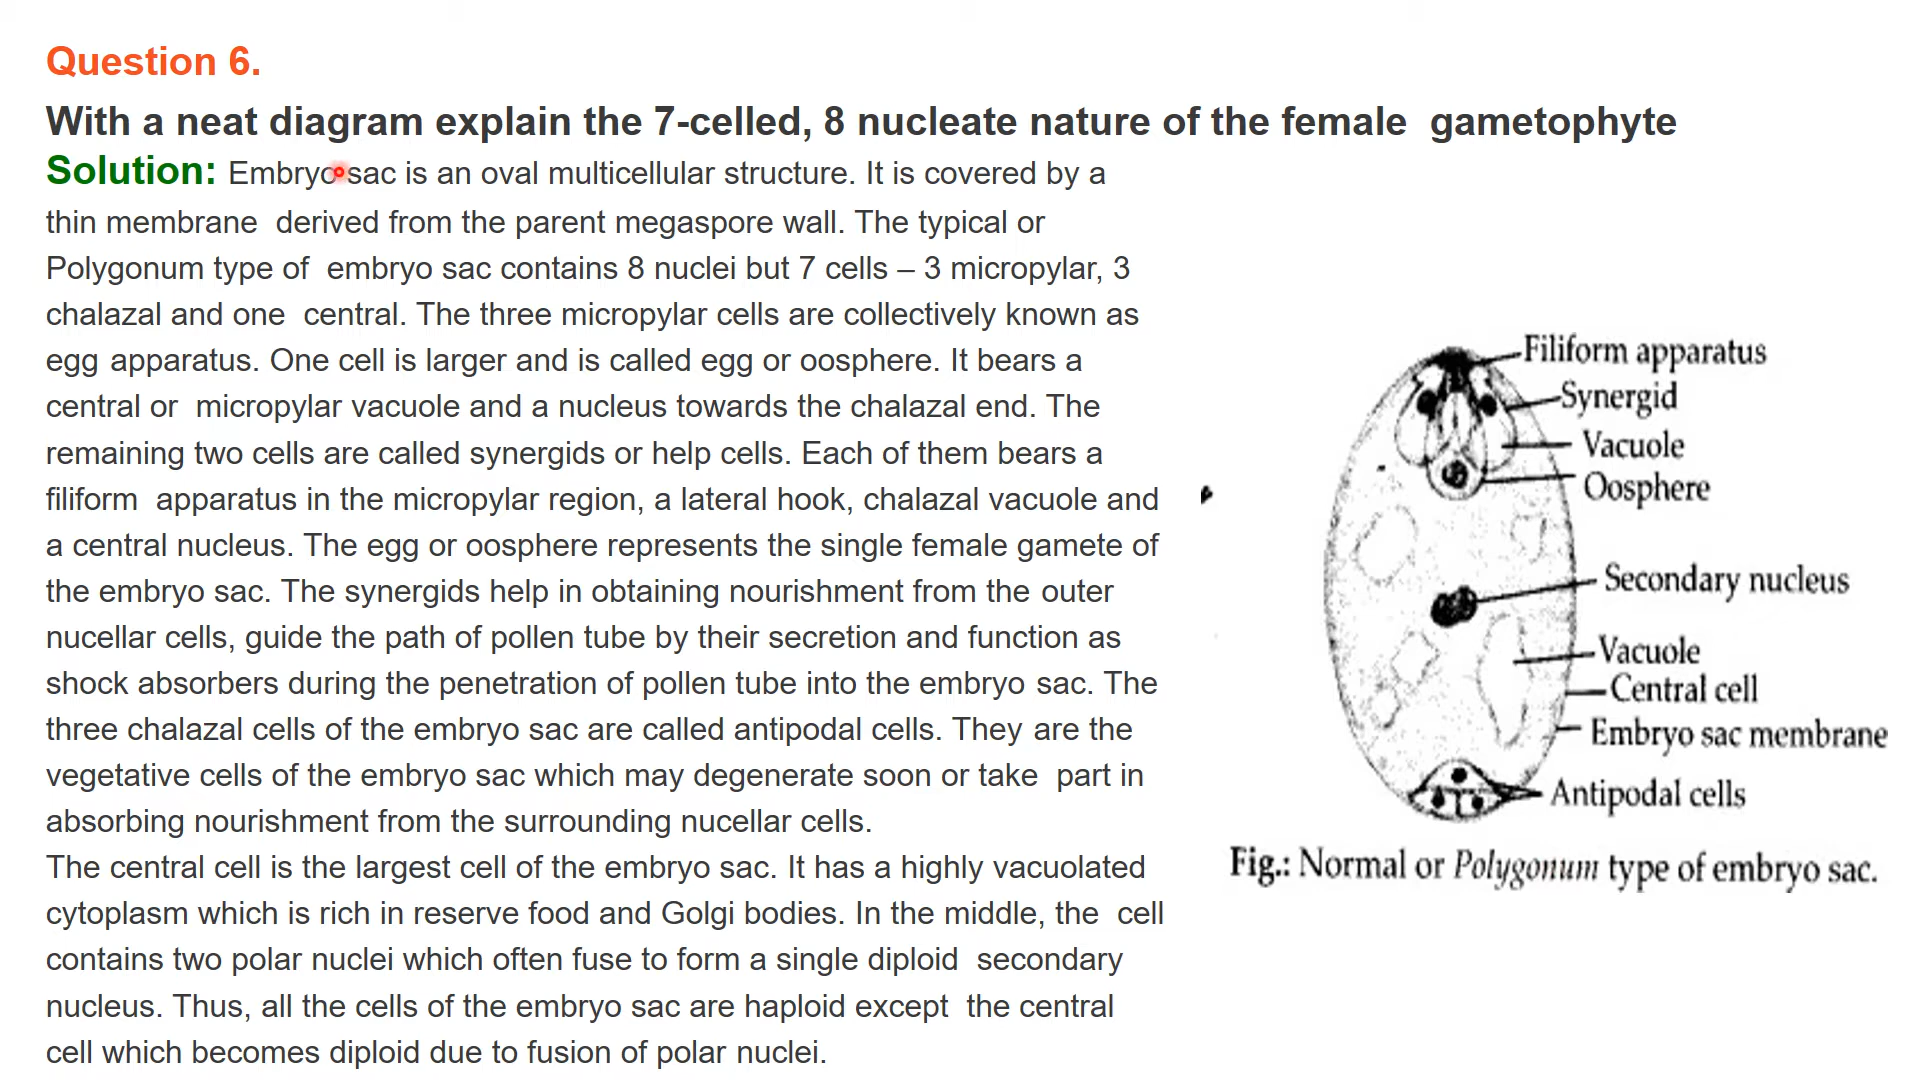 Question 6.
With a neat diagram explain the 7-celled, 8 nucleate nature of the female gametophyte
Solution: Embryo sac is an oval multicellular structure. It is covered by a
thin membrane derived from the parent megaspore wall. The typical or
Polygonum type of embryo sac contains 8 nuclei but 7 cells – 3 micropylar, 3
chalazal and one central. The three micropylar cells are collectively known as
egg apparatus. One cell is larger and is called egg or oosphere. It bears a
central or micropylar vacuole and a nucleus towards the chalazal end. The
remaining two cells are called synergids or help cells. Each of them bears a
filiform apparatus in the micropylar region, a lateral hook, chalazal vacuole and
a central nucleus. The egg or oosphere represents the single female gamete of
the embryo sac. The synergids help in obtaining nourishment from the outer
nucellar cells, guide the path of pollen tube by their secretion and function as
shock absorbers during the penetration of pollen tube into the embryo sac. The
three chalazal cells of the embryo sac are called antipodal cells. They are the
vegetative cells of the embryo sac which may degenerate soon or take part in
absorbing nourishment from the surrounding nucellar cells.
The central cell is the largest cell of the embryo sac. It has a highly vacuolated
cytoplasm which is rich in reserve food and Golgi bodies. In the middle, the cell
contains two polar nuclei which often fuse to form a single diploid secondary
nucleus. Thus, all the cells of the embryo sac are haploid except the central
cell which becomes diploid due to fusion of polar nuclei.
Filiform apparatus
Synergid
Vacuole
Oosphere
Secondary nucleus
Vacuole
Central cell
Embryo sac membrane
Antipodal cells
Fig.: Normal or Polygonum type of embryo sac.